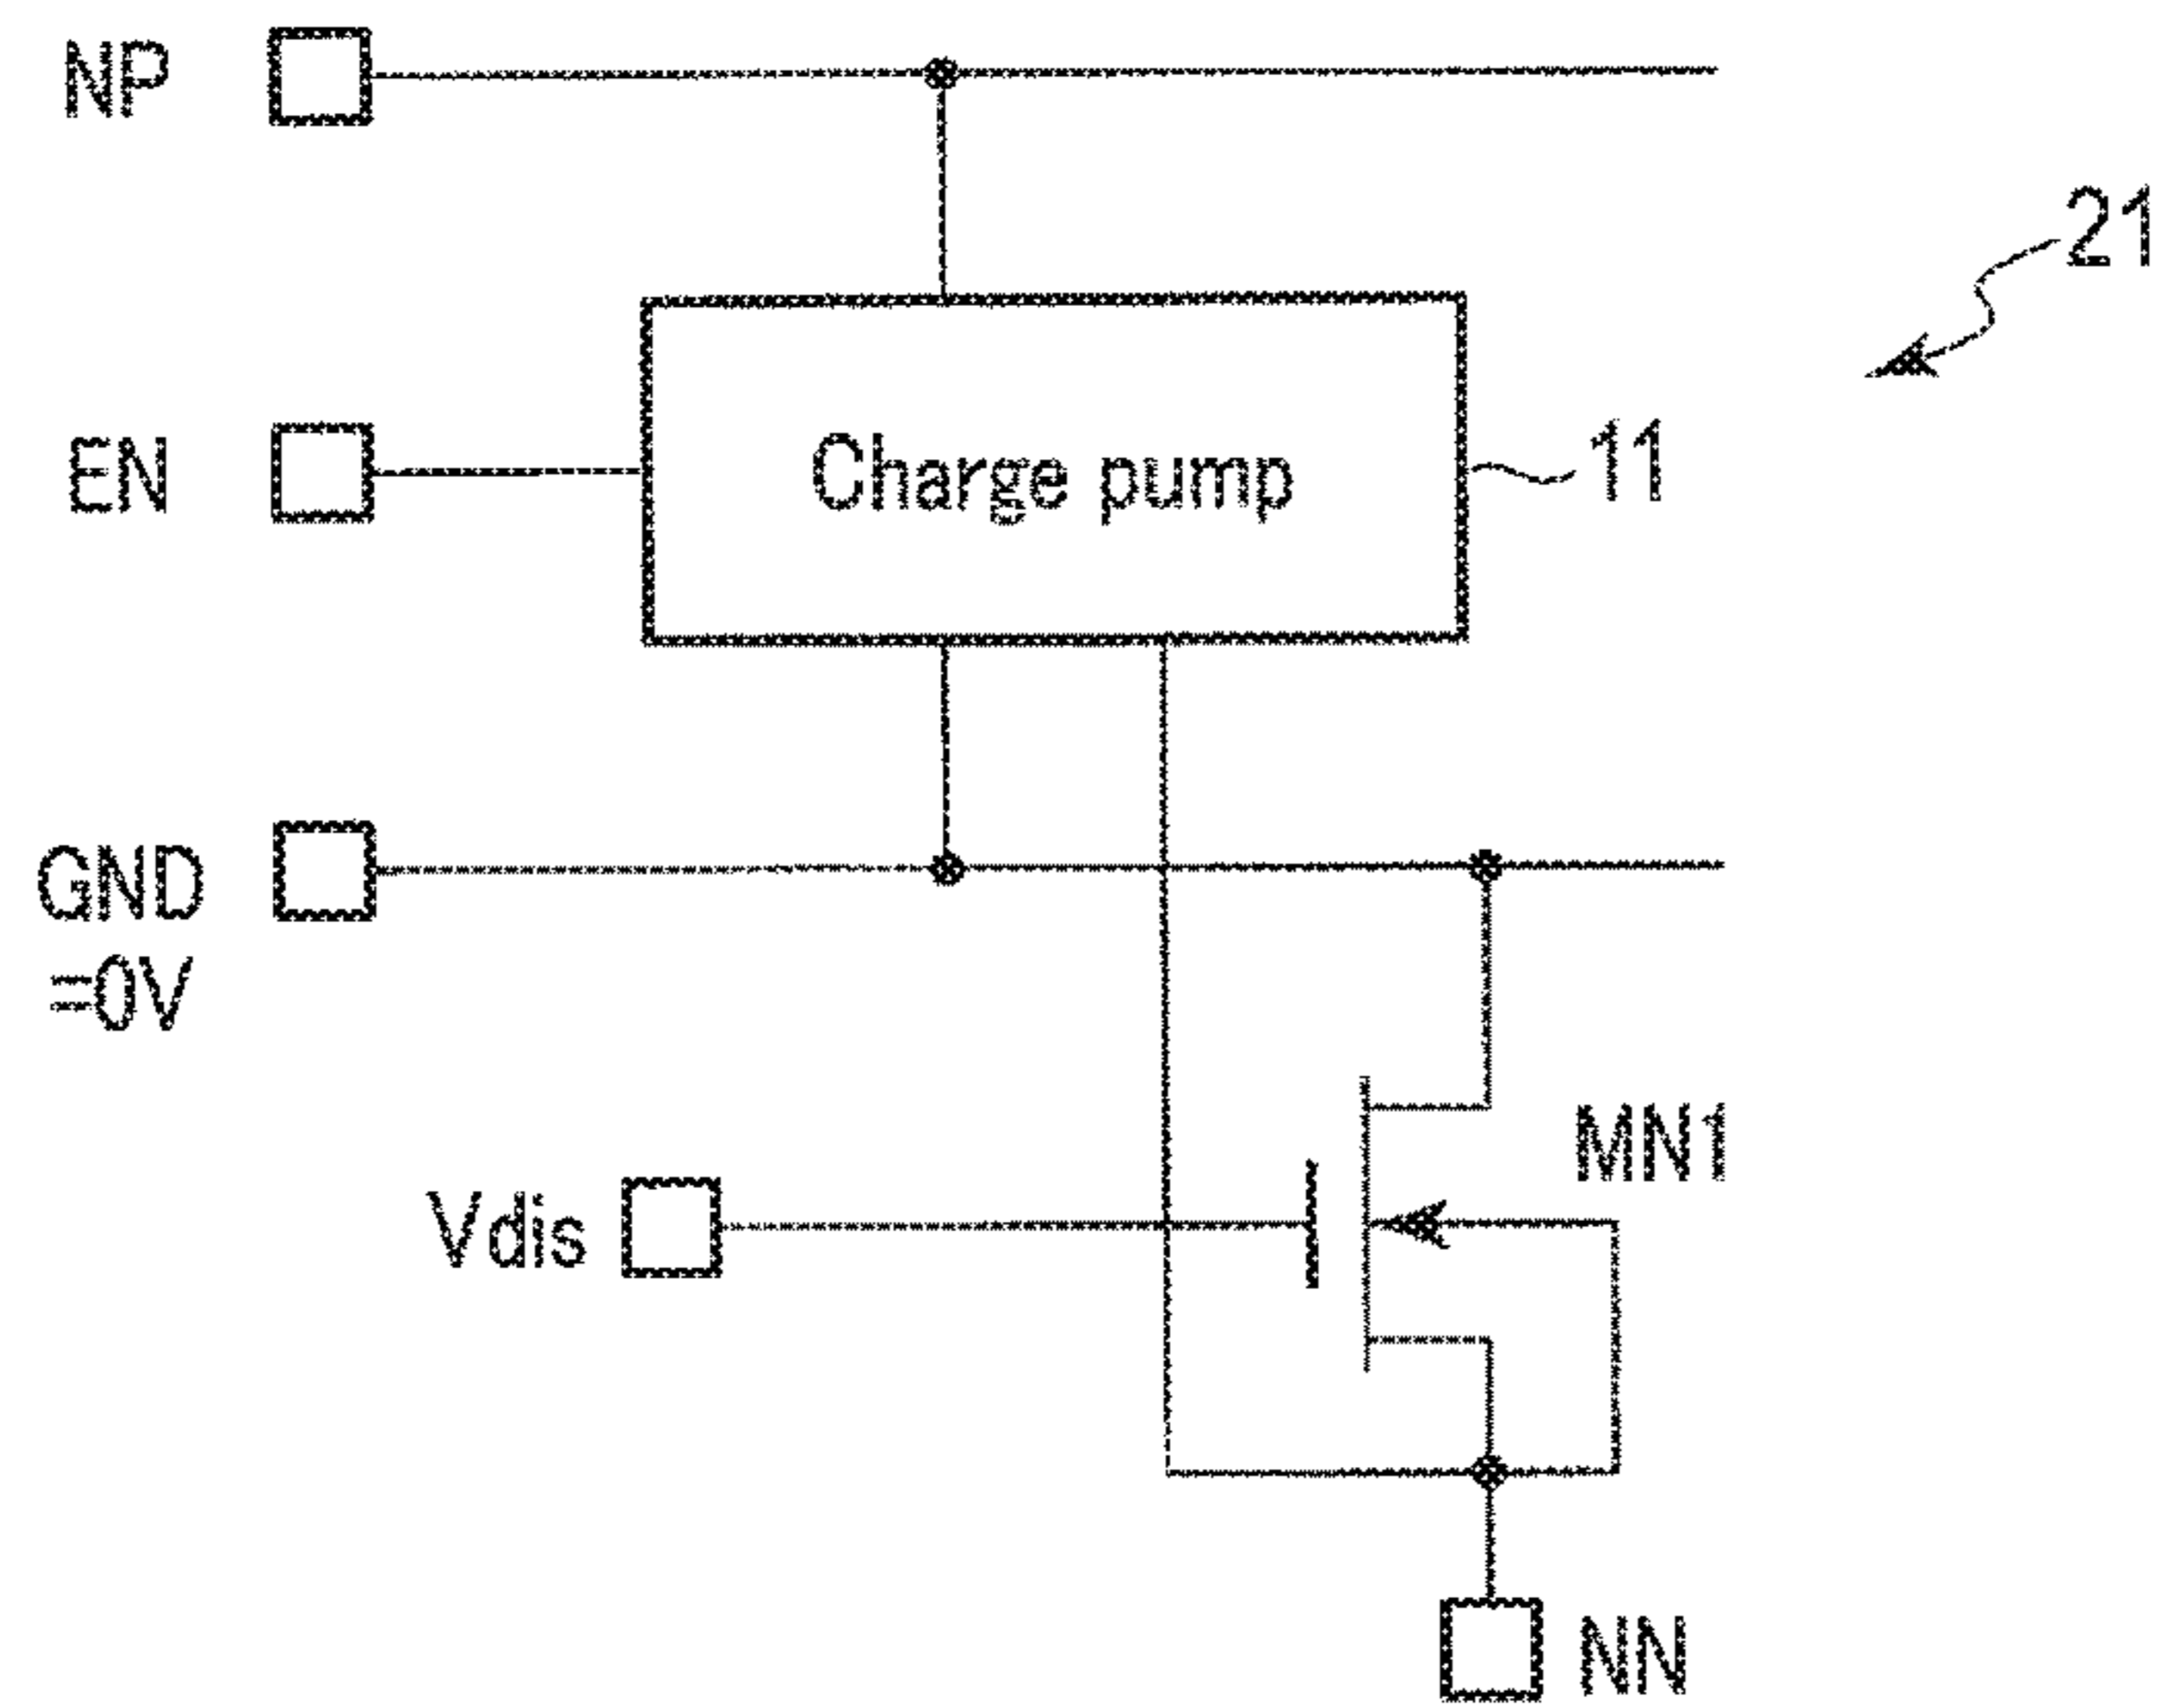 NP
21
EN
Charge pump
11
GND
=0V
MN1
Vdis
NN